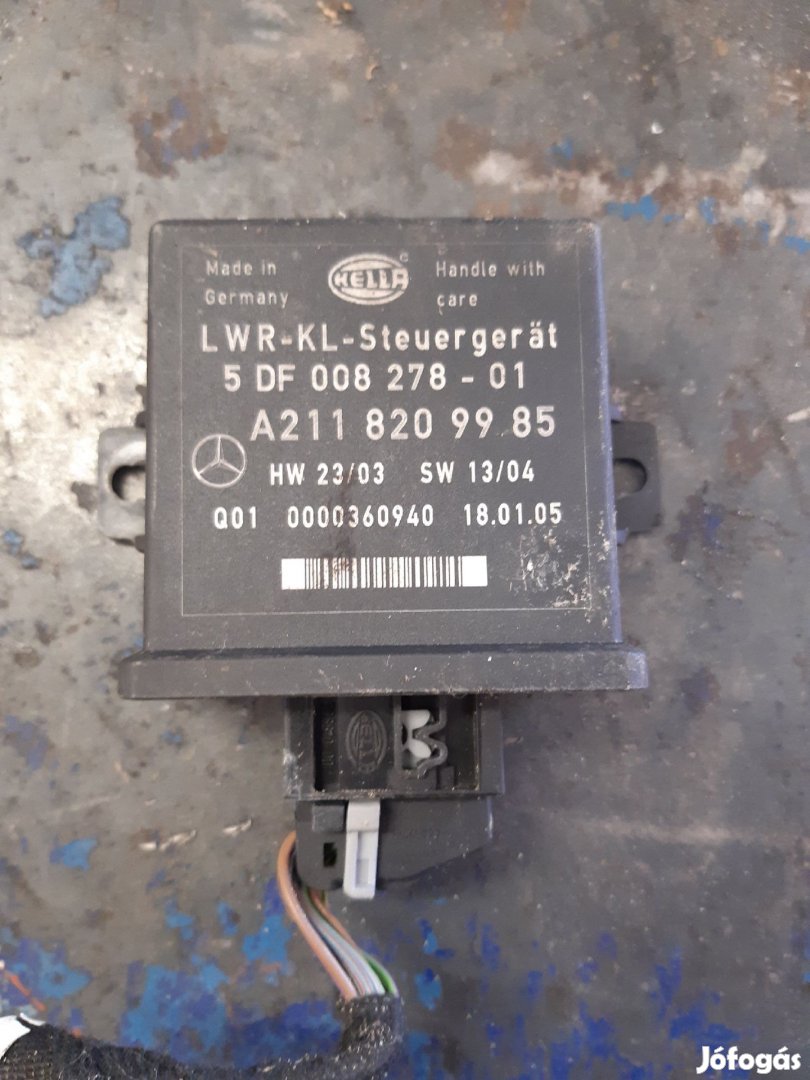 Made in
Germany
HELLA
©
Handle with
care
LWR-KL-Steuergerät
5 DF 008 278 - 01
A211 820 99 85
HW 23/03 SW 13/04
Q01 0000360940 18.01.05
HELLA
Jófogás